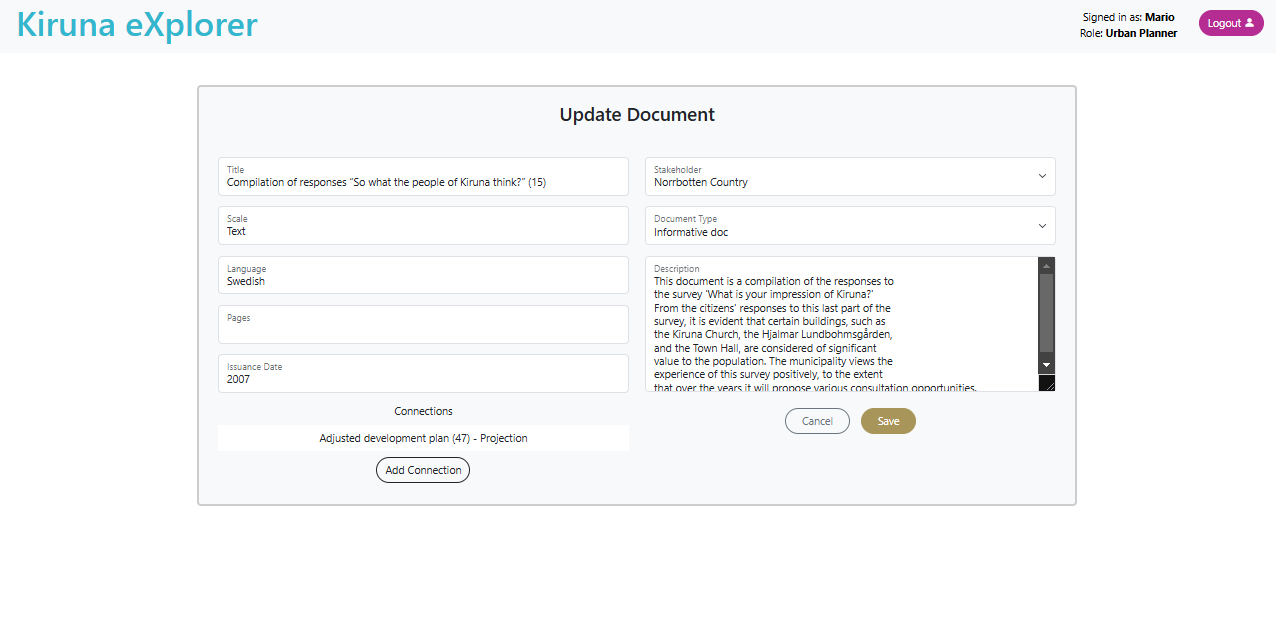 Kiruna eXplorer
Signed in as: Mario
Role: Urban Planner
Logout
Update Document
Title
Compilation of responses “So what the people of Kiruna think?” (15)
Stakeholder
Norrbotten Country
Scale
Text
Document Type
Informative doc
Language
Swedish
Pages
Issuance Date
2007
Description
This document is a compilation of the responses to
the survey 'What is your impression of Kiruna?'
From the citizens' responses to this last part of the
survey, it is evident that certain buildings, such as
the Kiruna Church, the Hjalmar Lundbohmsgården,
and the Town Hall, are considered of significant
value to the population. The municipality views the
experience of this survey positively, to the extent
that over the years it will propose various consultation opportunities.
Connections
Adjusted development plan (47) - Projection
Add Connection
Cancel
Save